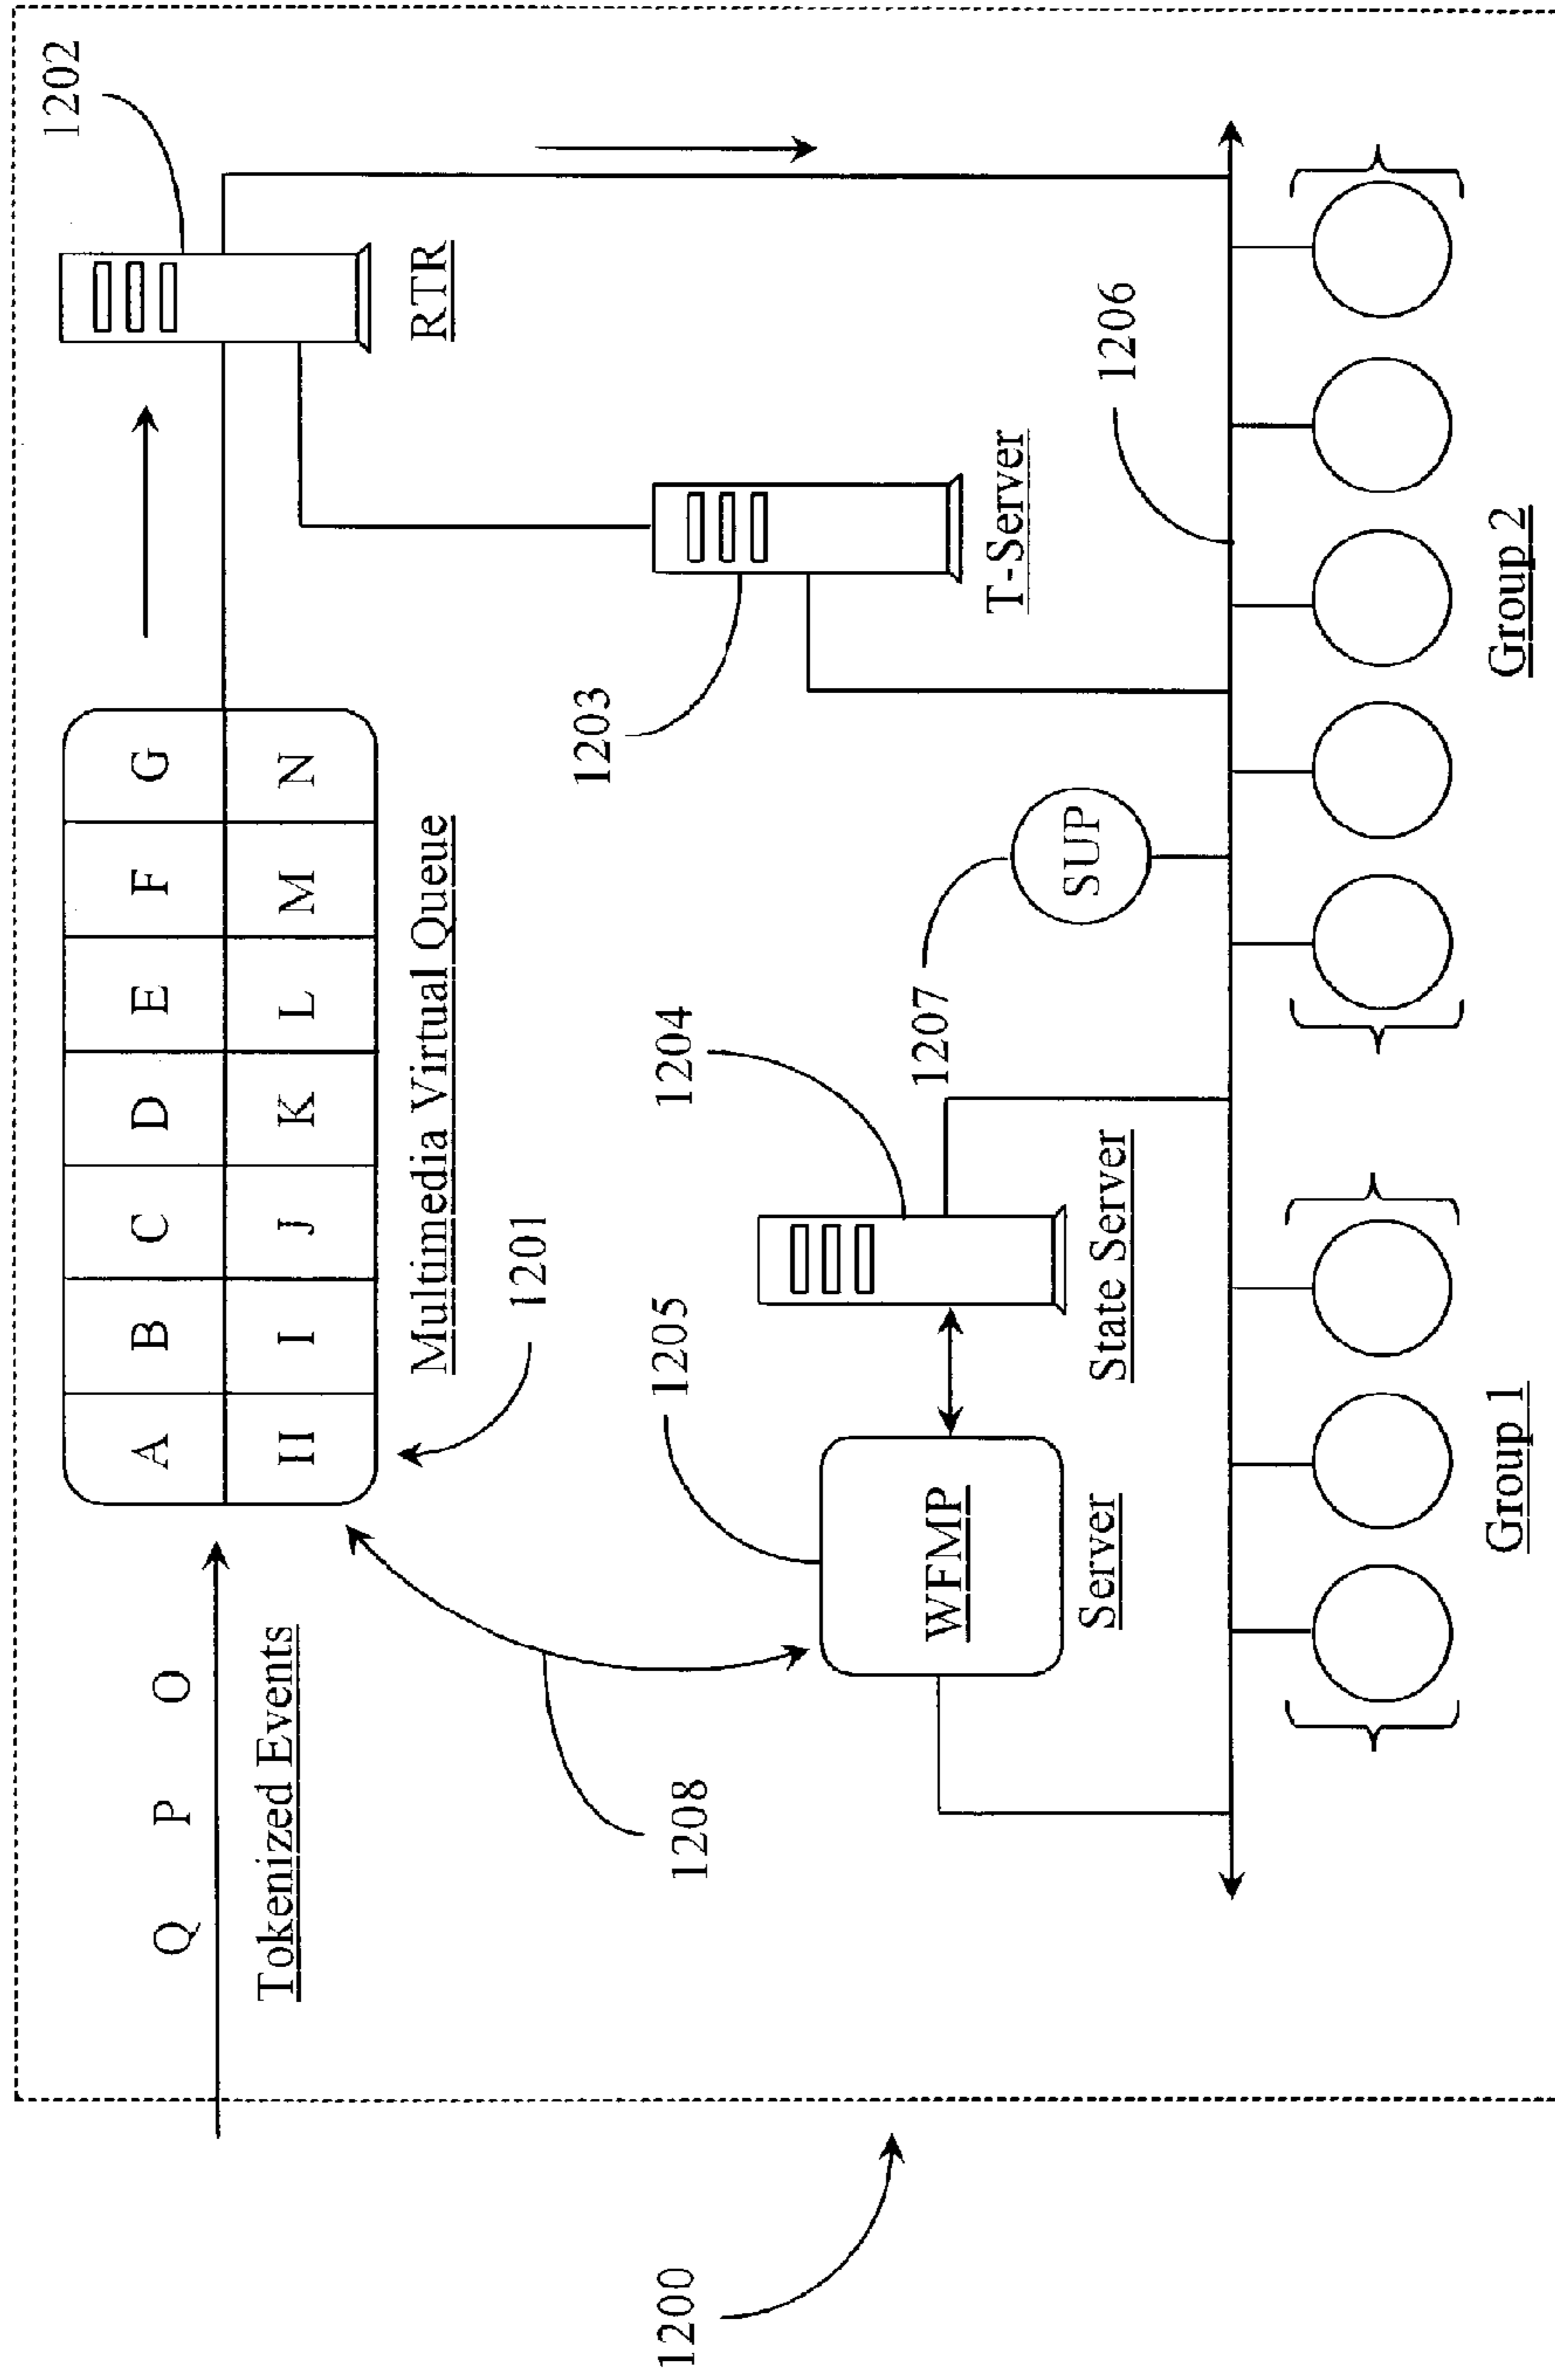 1202
Q P O
A B C D E F G
Tokenized Events
H I J K L M N
Multimedia Virtual Queue
RTR
1201
1203
1200
1208
1205
1204
1207
WFMP
T-Server
SUP
Server
State Server
1206
Group 1
Group 2